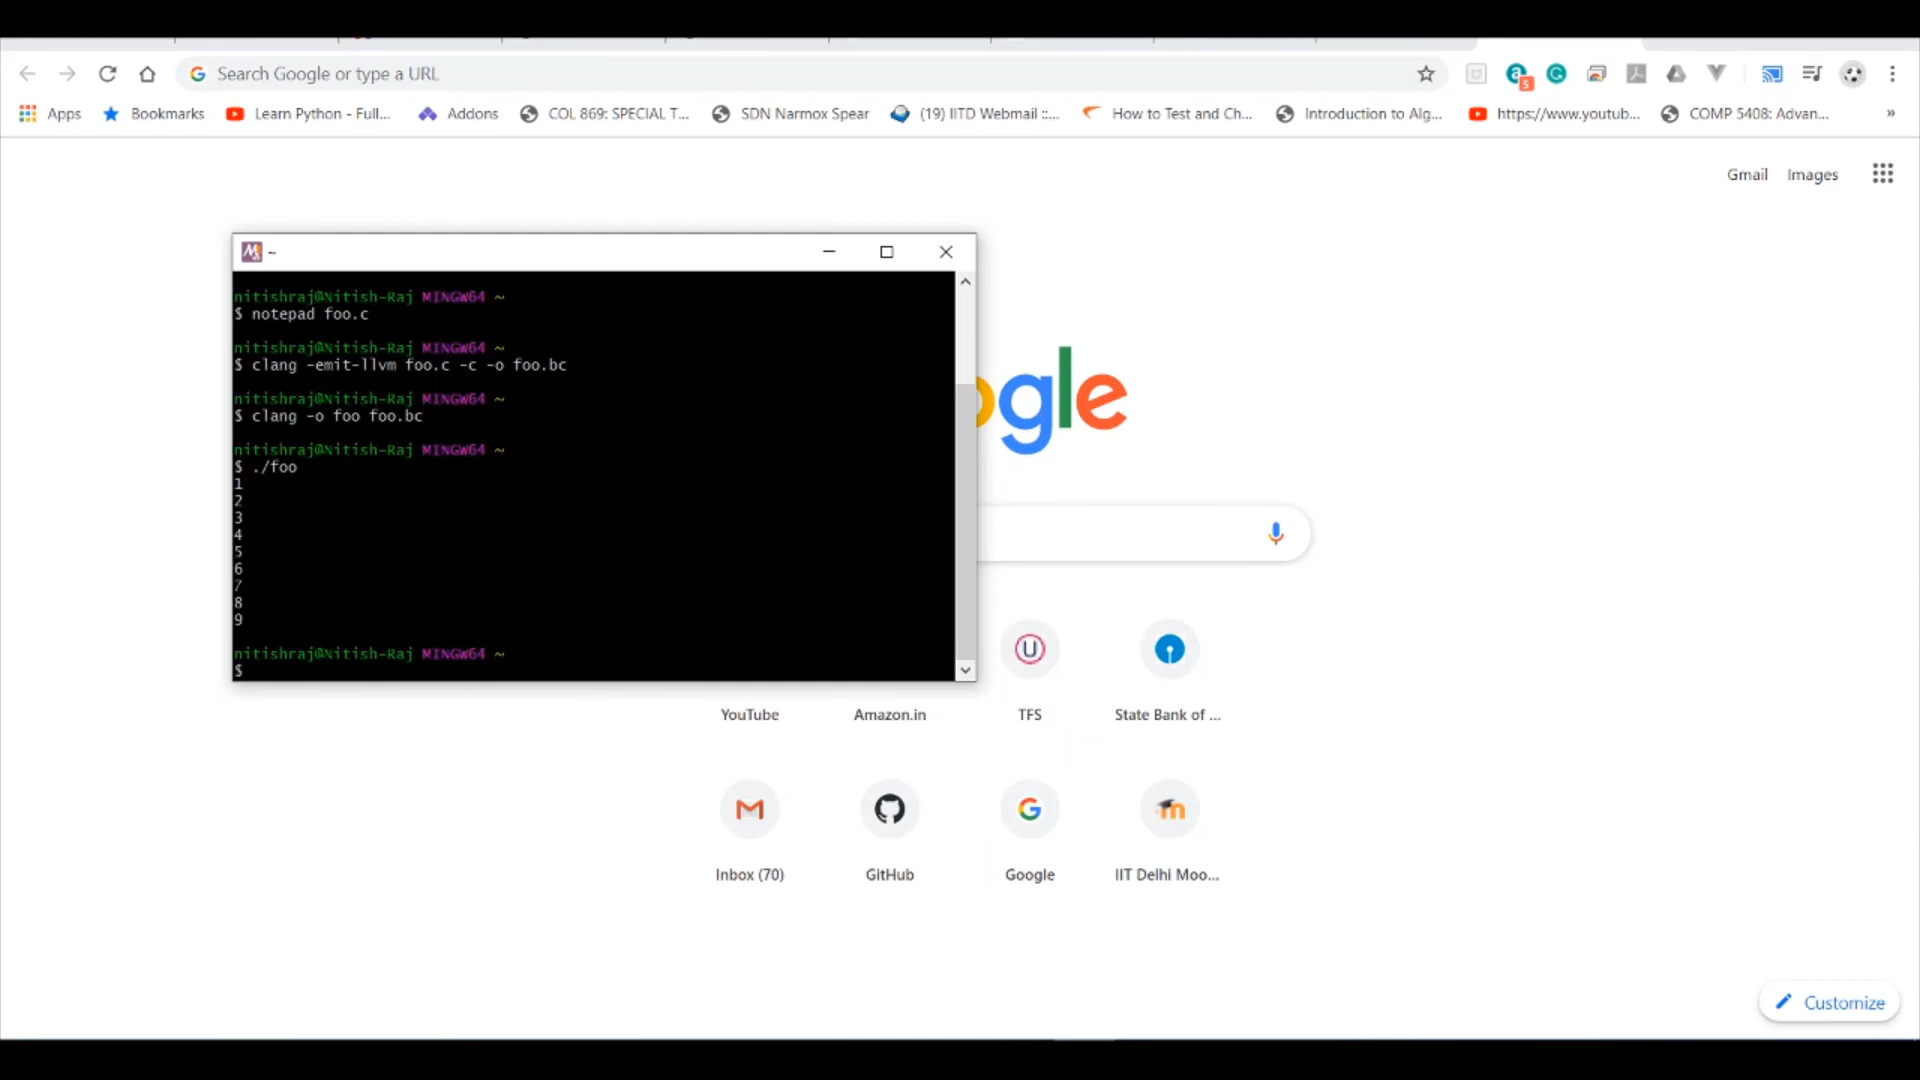 Search Google or type a URL
5
Apps
Bookmarks
Learn Python - Full...
Addons
COL 869: SPECIAL T...
SDN Narmox Spear
(19) IITD Webmail ::...
How to Test and Ch...
Introduction to Alg...
https://www.youtub...
COMP 5408: Advan...
»
Gmail
Images
~
nitishraj@Nitish-Raj MINGW64 ~
$ notepad foo.c
nitishraj@Nitish-Raj MINGW64 ~
$ clang -emit-llvm foo.c -c -o foo.bc
nitishraj@Nitish-Raj MINGW64 ~
$ clang -o foo foo.bc
nitishraj@Nitish-Raj MINGW64 ~
$ ./foo
1
2
3
4
5
6
7
8
9
nitishraj@Nitish-Raj MINGW64 ~
$
ogle
YouTube
Amazon.in
TFS
State Bank of ...
Inbox (70)
GitHub
Google
IIT Delhi Moo...
Customize